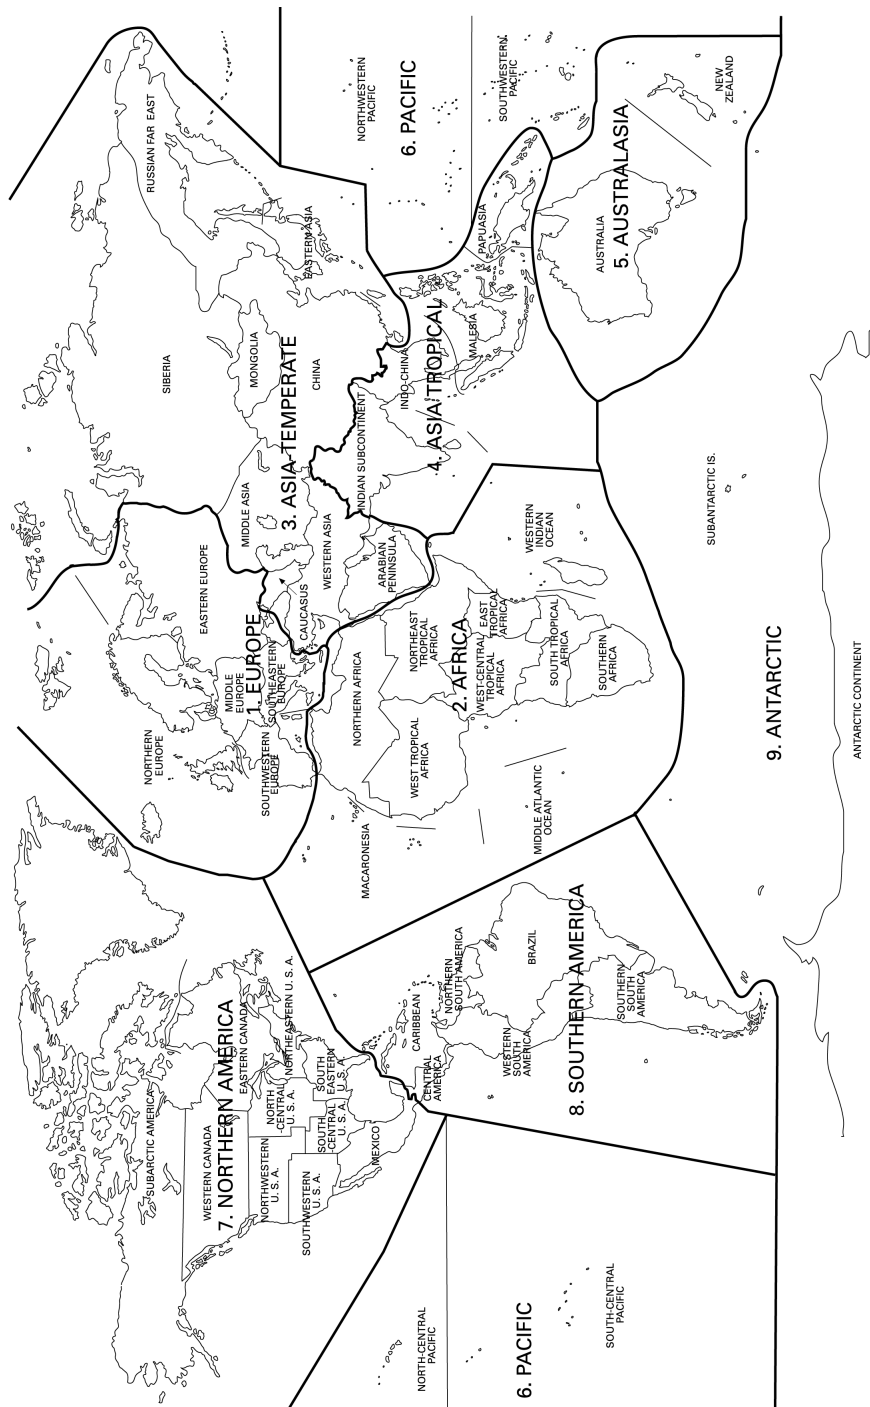 1. EUROPE
NORTHERN
EUROPE
MIDDLE
EUROPE
SOUTHWESTERN
EUROPE
SOUTHEASTERN
EUROPE
EASTERN EUROPE
2. AFRICA
NORTHERN AFRICA
MACARONESIA
WEST TROPICAL
AFRICA
WEST-CENTRAL
TROPICAL
AFRICA
NORTHEAST
TROPICAL
AFRICA
EAST
TROPICAL
AFRICA
SOUTH TROPICAL
AFRICA
SOUTHERN
AFRICA
MIDDLE ATLANTIC
OCEAN
WESTERN
INDIAN
OCEAN
3. ASIA-TEMPERATE
SIBERIA
RUSSIAN FAR EAST
MIDDLE ASIA
CAUCASUS
WESTERN ASIA
ARABIAN
PENINSULA
CHINA
MONGOLIA
EASTERN ASIA
4. ASIA-TROPICAL
INDIAN SUBCONTINENT
INDO-CHINA
MALESIA
PAPUASIA
5. AUSTRALASIA
AUSTRALIA
NEW
ZEALAND
6. PACIFIC
NORTHWESTERN
PACIFIC
SOUTHWESTERN
PACIFIC
6. PACIFIC
NORTH-CENTRAL
PACIFIC
SOUTH-CENTRAL
PACIFIC
7. NORTHERN AMERICA
SUBARCTIC AMERICA
WESTERN CANADA
EASTERN CANADA
NORTHWESTERN
U. S. A.
NORTH
-CENTRAL
U. S. A.
NORTHEASTERN U. S. A.
SOUTHWESTERN
U. S. A.
SOUTH
-CENTRAL
U. S. A.
SOUTH
EASTERN
U. S. A.
MEXICO
8. SOUTHERN AMERICA
CENTRAL
AMERICA
CARIBBEAN
NORTHERN
SOUTH AMERICA
WESTERN
SOUTH
AMERICA
BRAZIL
SOUTHERN
SOUTH
AMERICA
9. ANTARCTIC
SUBANTARCTIC IS.
ANTARCTIC CONTINENT